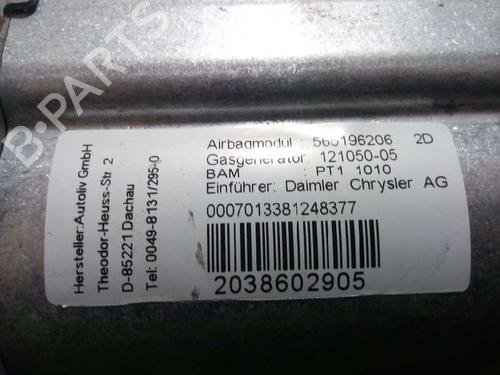 B-PARTS
Hersteller:Autoliv GmbH
Theodor-Heuss-Str 2
D-85221 Dachau
Tel: 0049-8131/295-0
Airbagmodul : 565196206 2D
Gasgenerator: 121050-05
BAM : PT1 1010
Einführer: Daimler Chrysler AG
0007013381248377
2038602905